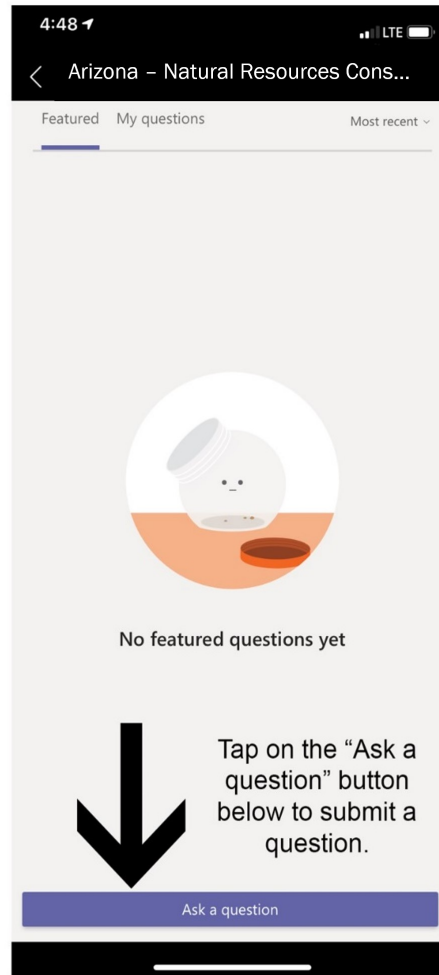 4:48
LTE
Arizona – Natural Resources Cons...
Featured My questions Most recent
No featured questions yet
Tap on the “Ask a
question” button
below to submit a
question.
Ask a question